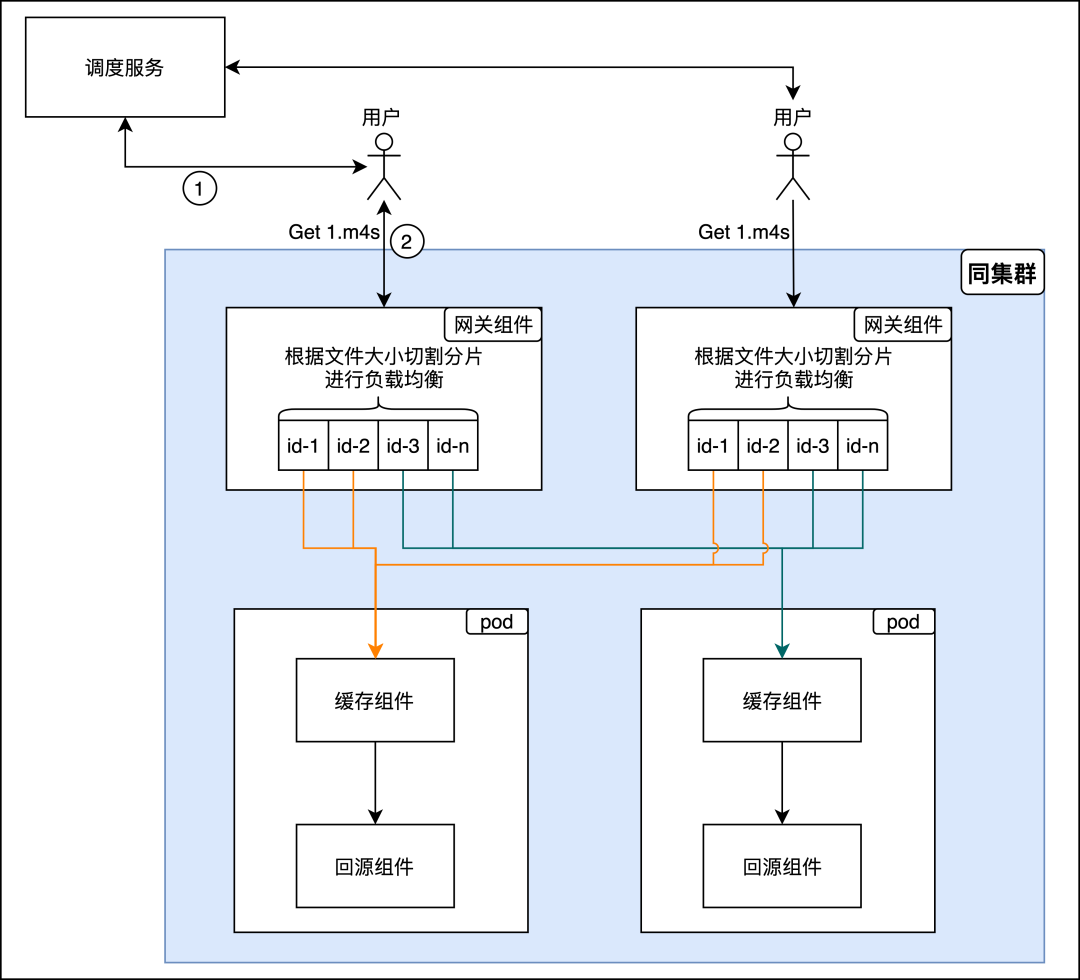 调度服务
用户
用户
1
Get 1.m4s
2
Get 1.m4s
同集群
网关组件
网关组件
根据文件大小切割分片
进行负载均衡
根据文件大小切割分片
进行负载均衡
id-1 id-2 id-3 id-n
id-1 id-2 id-3 id-n
pod
pod
缓存组件
缓存组件
回源组件
回源组件